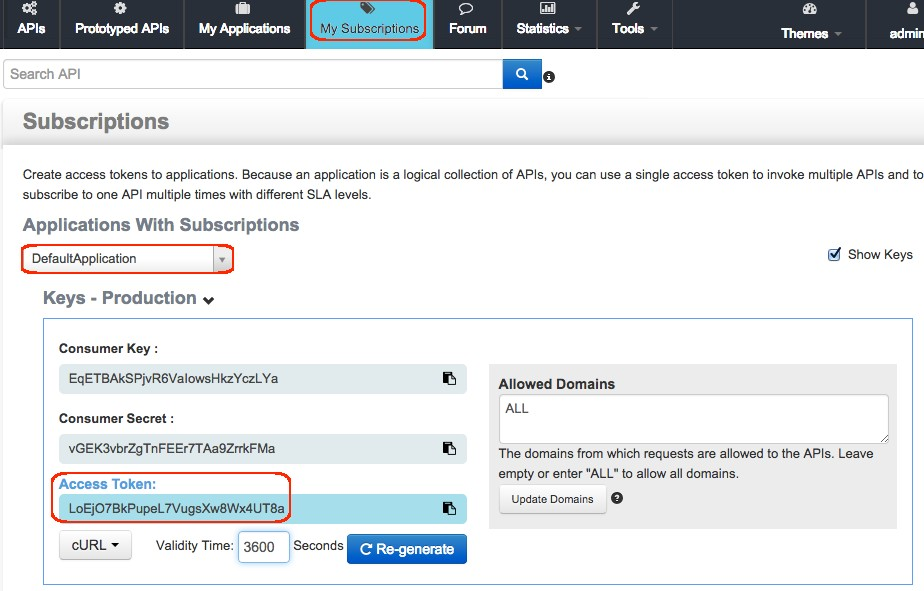 APIs
Prototyped APIs
My Applications
My Subscriptions
Forum
Statistics
Tools
Themes
admin
Search API
Subscriptions
Create access tokens to applications. Because an application is a logical collection of APIs, you can use a single access token to invoke multiple APIs and to
subscribe to one API multiple times with different SLA levels.
Applications With Subscriptions
DefaultApplication
Show Keys
Keys - Production
Consumer Key :
EqETBAkSPjvR6VaIowsHkzYczLYa
Consumer Secret :
vGEK3vbrZgTnFEEr7TAa9ZrrkFMa
Access Token:
LoEjO7BkPupeL7VugsXw8Wx4UT8a
cURL
Validity Time: 3600 Seconds
Re-generate
Allowed Domains
ALL
The domains from which requests are allowed to the APIs. Leave
empty or enter "ALL" to allow all domains.
Update Domains